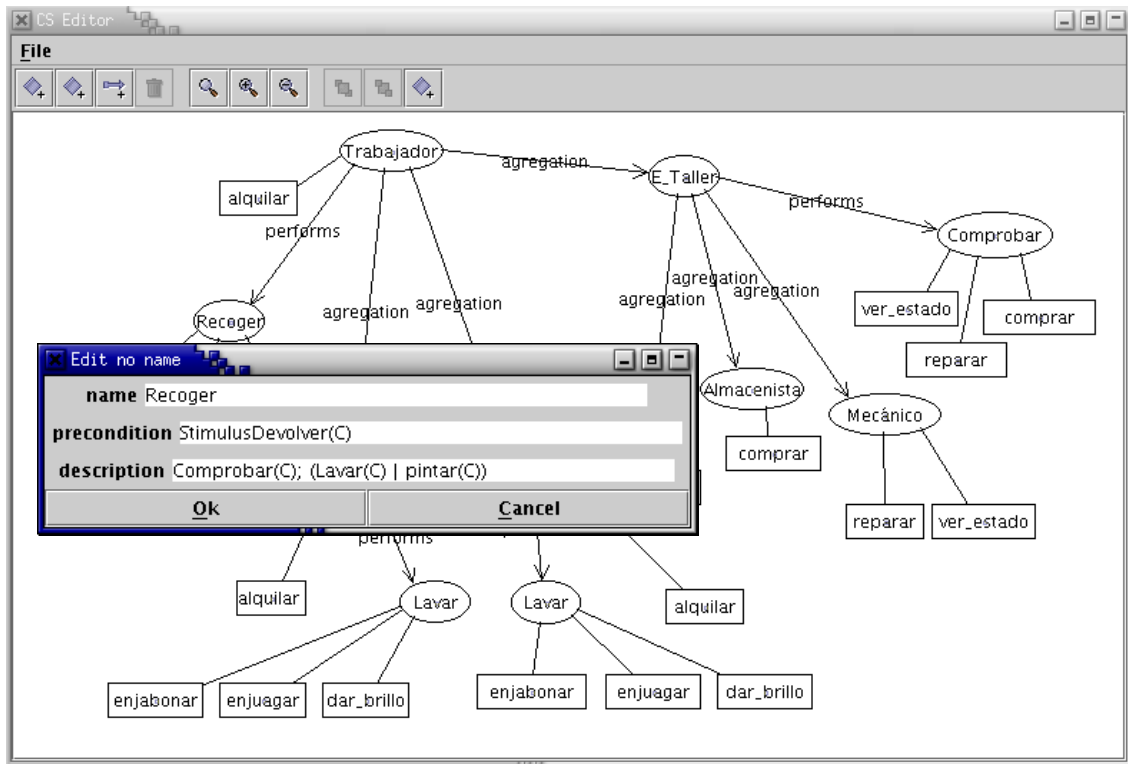 CS Editor
File
Trabajador
agregation
E_Taller
alquilar
performs
performs
Comprobar
agregation
agregation
agregation
agregation
agregation
ver_estado
comprar
Recoger
reparar
Edit no name
name Recoger
precondition StimulusDevolver(C)
description Comprobar(C); (Lavar(C) | pintar(C))
Ok Cancel
Almacenista
Mecánico
comprar
reparar
ver_estado
performs
alquilar
Lavar
Lavar
alquilar
enjabonar
enjuagar
dar_brillo
enjabonar
enjuagar
dar_brillo